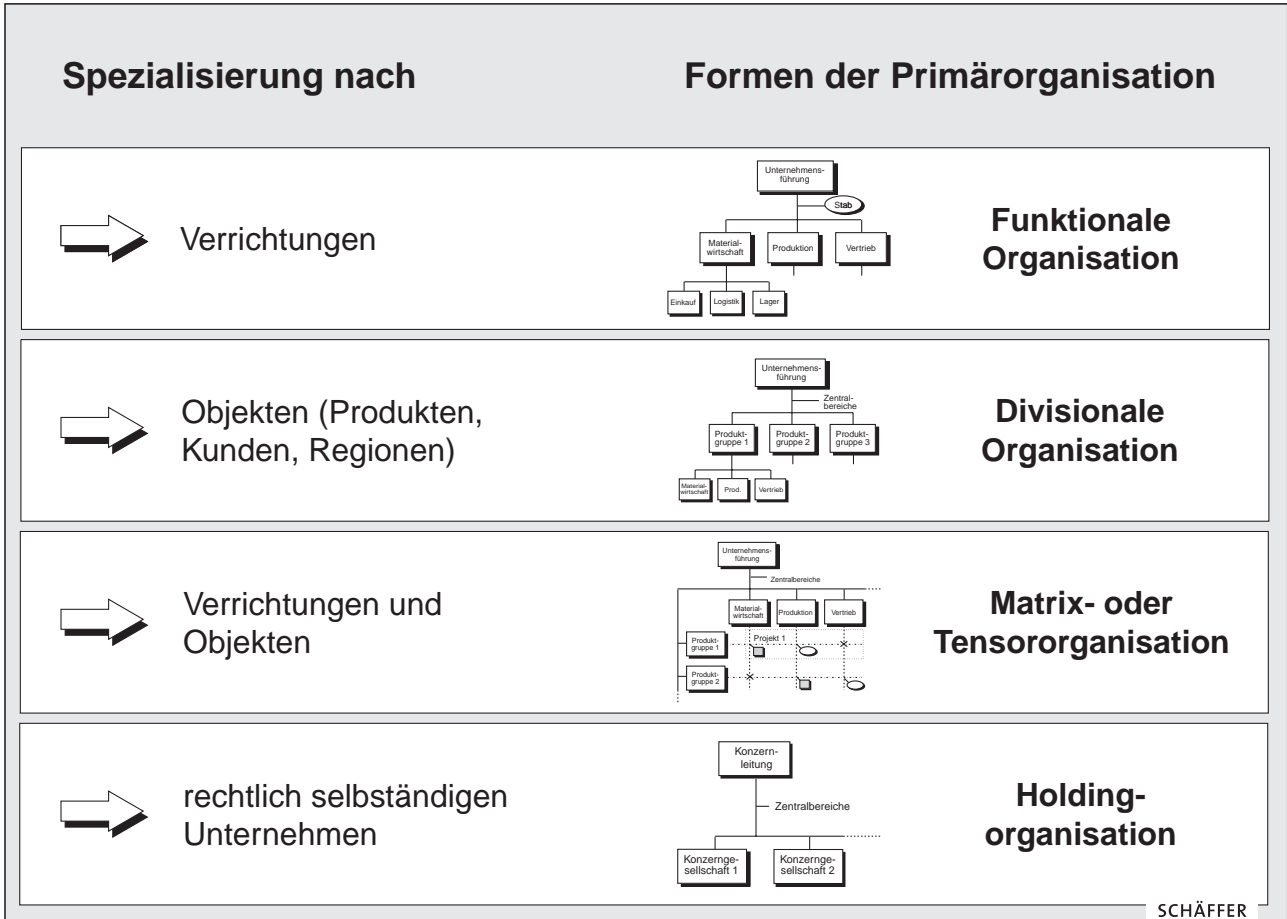 Spezialisierung nach
Formen der Primärorganisation
Verrichtungen
Unternehmens-
führung
Stab
Material-
wirtschaft
Produktion
Vertrieb
Einkauf
Logistik
Lager
Funktionale
Organisation
Objekten (Produkten,
Kunden, Regionen)
Unternehmens-
führung
Zentral-
bereiche
Produkt-
gruppe 1
Produkt-
gruppe 2
Produkt-
gruppe 3
Material-
wirtschaft
Prod.
Vertrieb
Divisionale
Organisation
Verrichtungen und
Objekten
Unternehmens-
führung
Zentralbereiche
Material-
wirtschaft
Produktion
Vertrieb
Produkt-
gruppe 1
Projekt 1
Produkt-
gruppe 2
Matrix- oder
Tensororganisation
rechtlich selbständigen
Unternehmen
Konzern-
leitung
Zentralbereiche
Konzernge-
sellschaft 1
Konzernge-
sellschaft 2
Holding-
organisation
SCHÄFFER